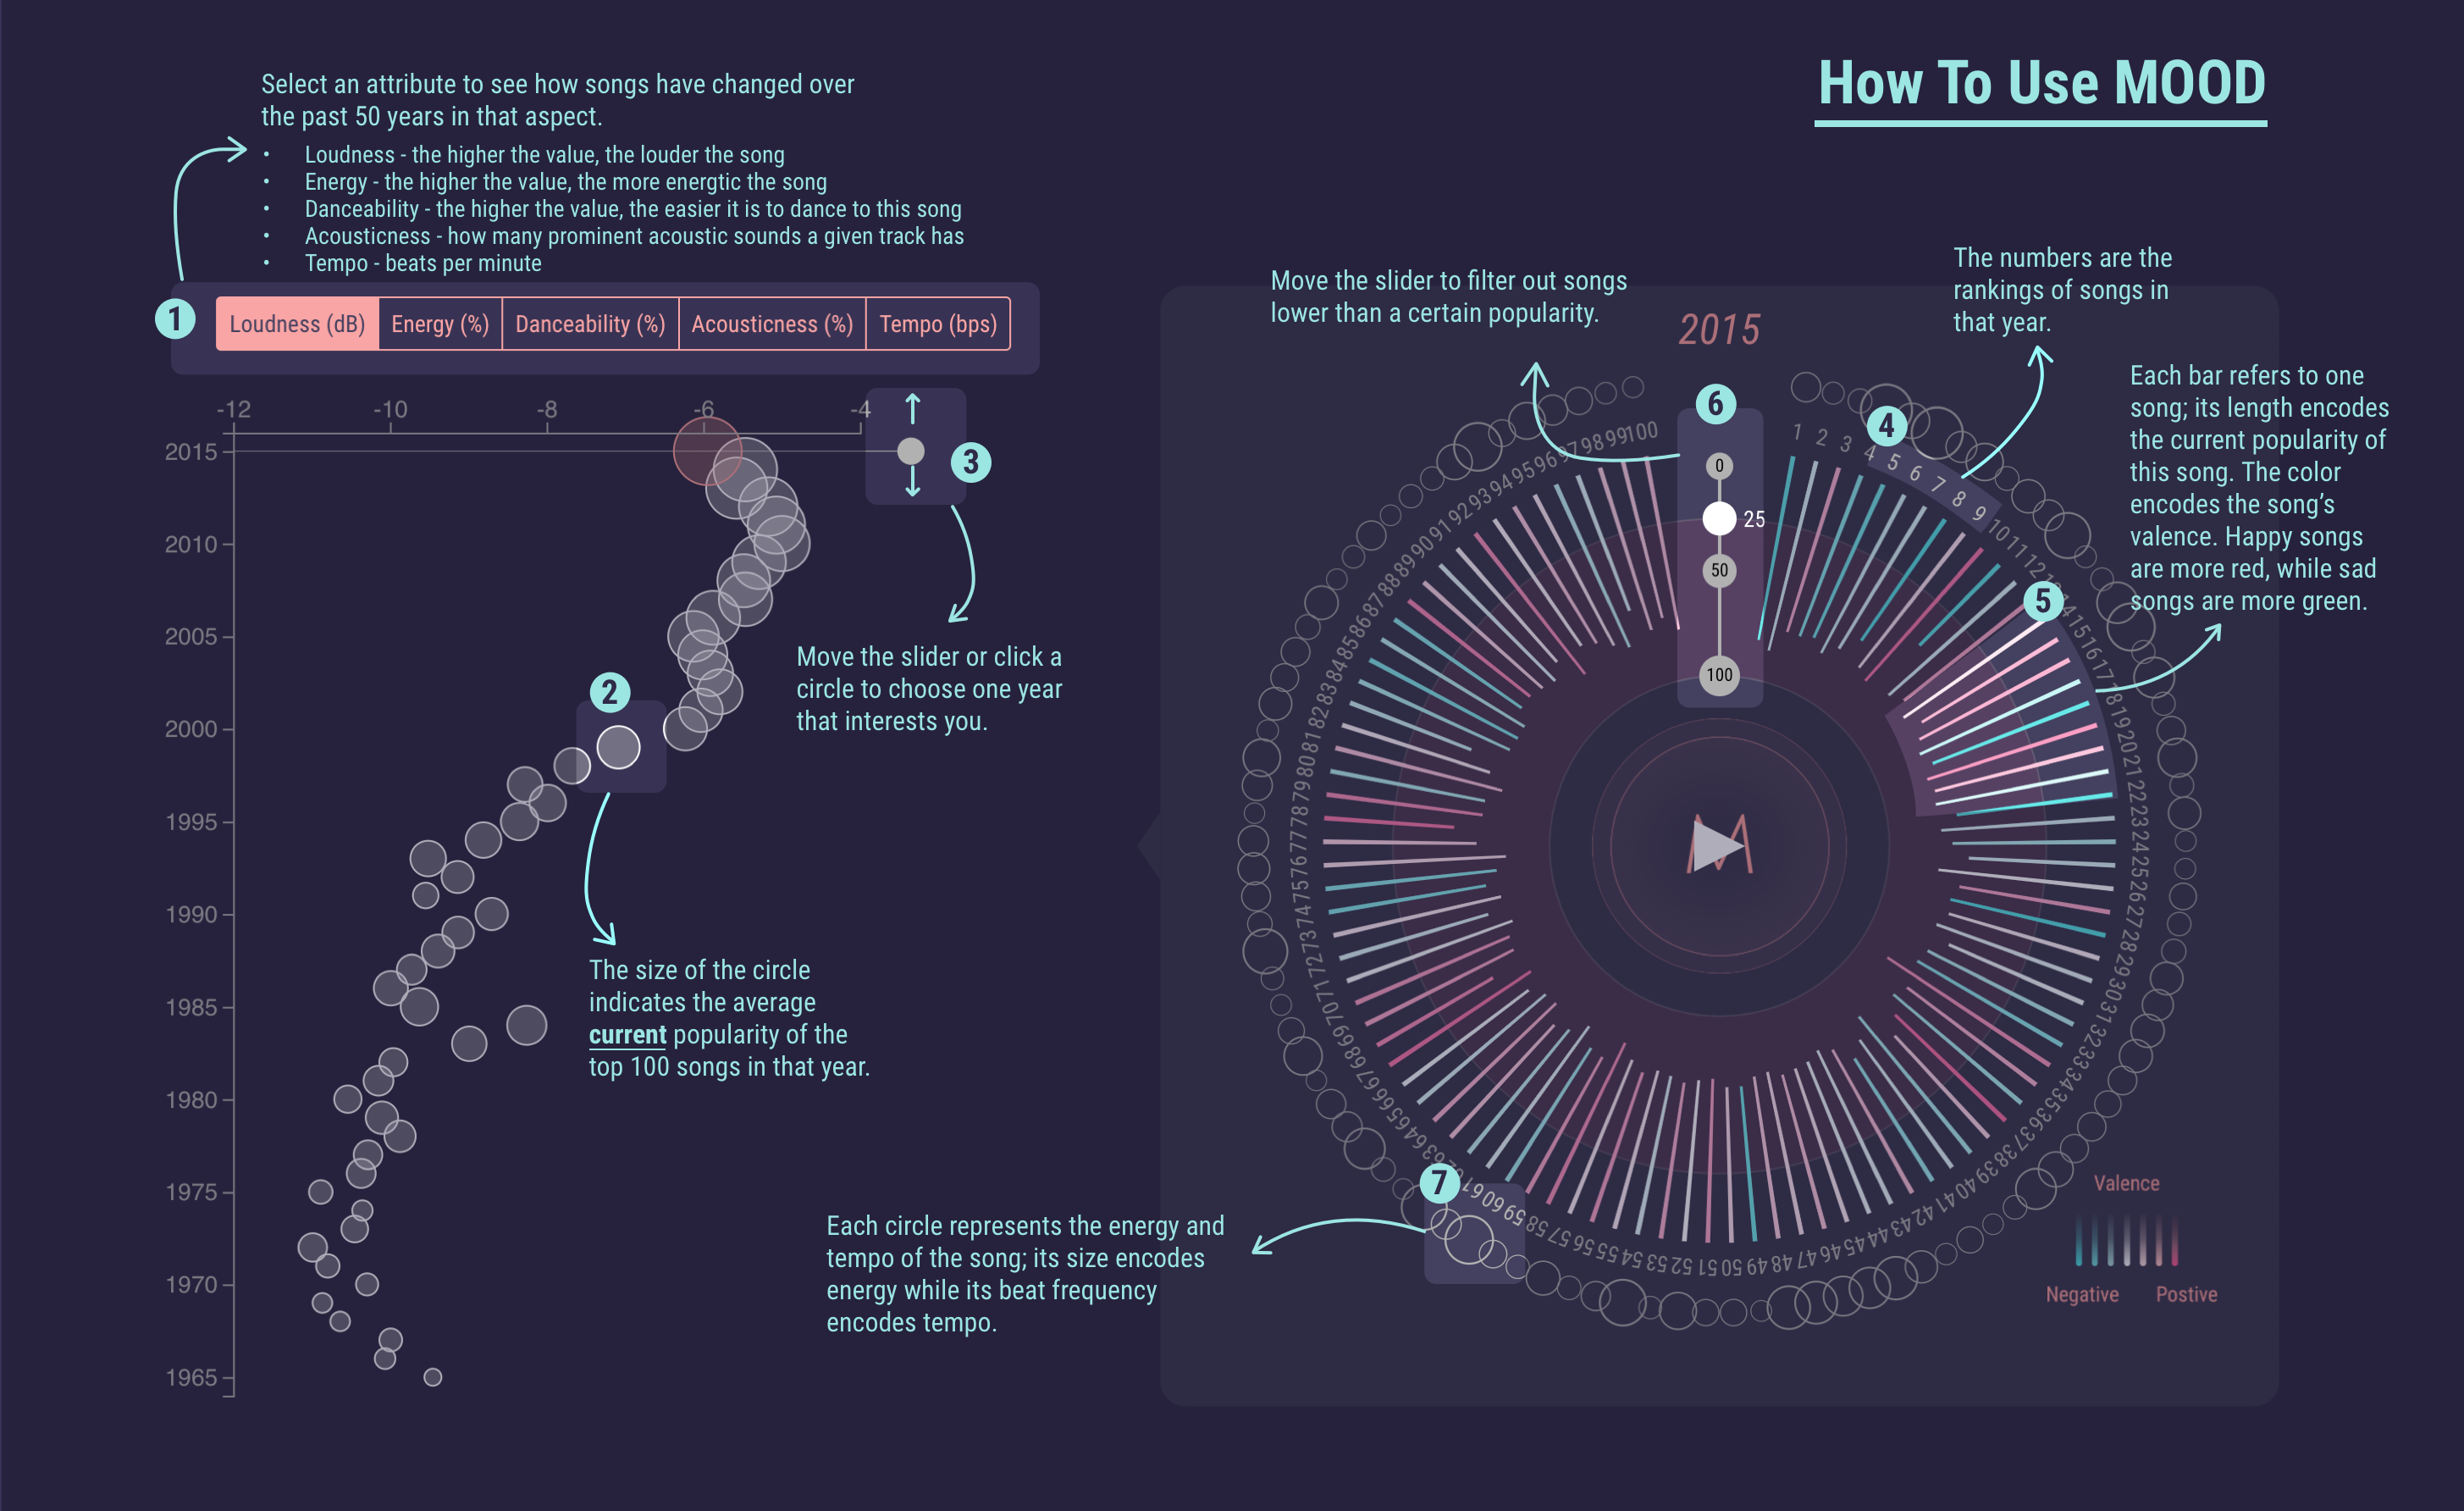 How To Use MOOD
Select an attribute to see how songs have changed over
the past 50 years in that aspect.
• Loudness - the higher the value, the louder the song
• Energy - the higher the value, the more energtic the song
• Danceability - the higher the value, the easier it is to dance to this song
• Acousticness - how many prominent acoustic sounds a given track has
• Tempo - beats per minute
1
Loudness (dB) Energy (%) Danceability (%) Acousticness (%) Tempo (bps)
-12 -10 -8 -6 -4
2015
2010
2005
2000
1995
1990
1985
1980
1975
1970
1965
3
Move the slider or click a
circle to choose one year
that interests you.
2
The size of the circle
indicates the average
current popularity of the
top 100 songs in that year.
Move the slider to filter out songs
lower than a certain popularity.
2015
6
0
25
50
100
The numbers are the
rankings of songs in
that year.
4
Each bar refers to one
song; its length encodes
the current popularity of
this song. The color
encodes the song's
valence. Happy songs
are more red, while sad
songs are more green.
5
1 2 3 4 5 6 7 8 9 10 11 12 14 15 16 17 18 19 20 21 22 23 24 25 26 27 28 29 30 31 32 33 34 35 36 37 38 39 40 41 42 43 44 45 46 47 48 49 50 51 52 53 54 55 56 57 58 59 60 61 63 64 65 66 67 68 69 70 71 72 73 74 75 76 77 78 79 80 81 82 83 84 85 86 87 88 89 90 91 92 93 94 95 96 97 98 99 100
M
7
Each circle represents the energy and
tempo of the song; its size encodes
energy while its beat frequency
encodes tempo.
Valence
Negative Postive